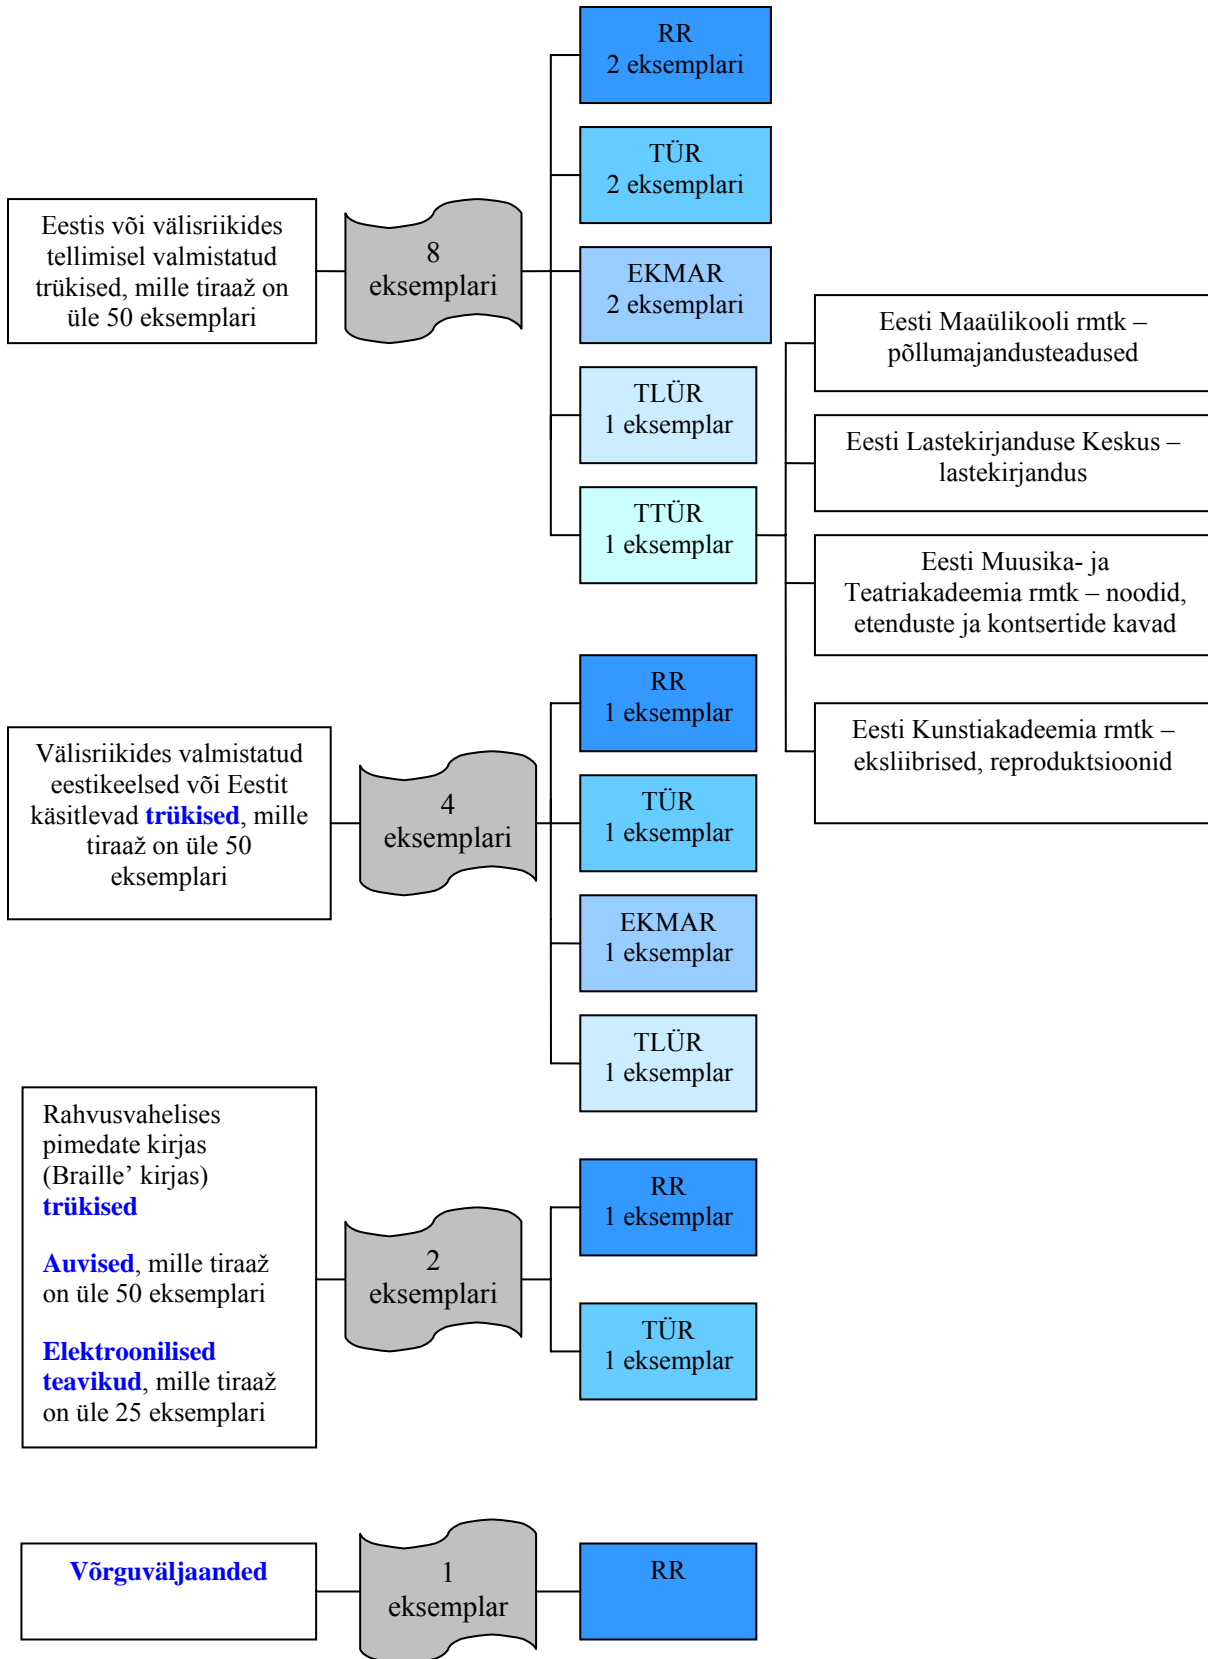 Eestis või välisriikides
tellimisel valmistatud
trükised, mille tiraaž on
üle 50 eksemplari
8
eksemplari
RR
2 eksemplari
TÜR
2 eksemplari
EKMAR
2 eksemplari
TLÜR
1 eksemplar
TTÜR
1 eksemplar
Eesti Maaülikooli rmtk –
põllumajandusteadused
Eesti Lastekirjanduse Keskus –
lastekirjandus
Eesti Muusika- ja
Teatriakadeemia rmtk – noodid,
etenduste ja kontsertide kavad
Eesti Kunstiakadeemia rmtk –
eksliibrised, reproduktsioonid
Välisriikides valmistatud
eestikeelsed või Eestit
käsitlevad trükised, mille
tiraaž on üle 50
eksemplari
4
eksemplari
RR
1 eksemplar
TÜR
1 eksemplar
EKMAR
1 eksemplar
TLÜR
1 eksemplar
Rahvusvahelises
pimedate kirjas
(Braille’ kirjas)
trükised
Auvised, mille tiraaž
on üle 50 eksemplari
Elektroonilised
teavikud, mille tiraaž
on üle 25 eksemplari
2
eksemplari
RR
1 eksemplar
TÜR
1 eksemplar
Võrguväljaanded
1
eksemplar
RR